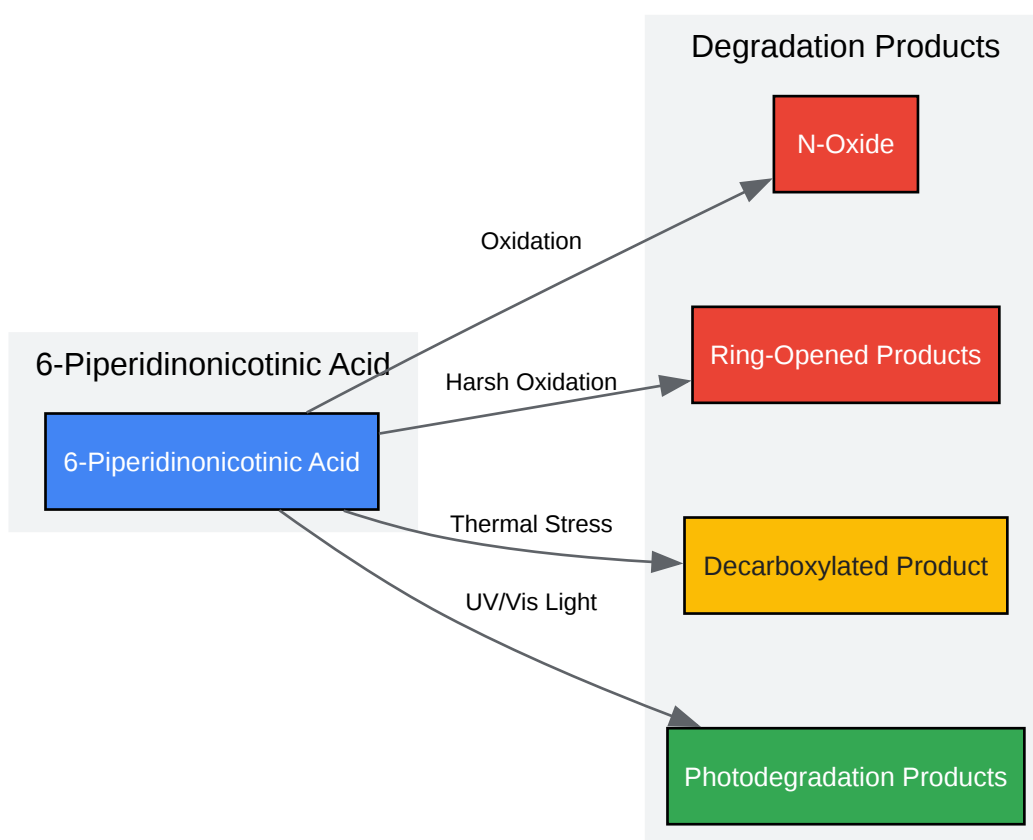 Degradation Products
N-Oxide
Oxidation
Ring-Opened Products
6-Piperidinonicotinic Acid
Harsh Oxidation
6-Piperidinonicotinic Acid
Thermal Stress
Decarboxylated Product
UV/Vis Light
Photodegradation Products